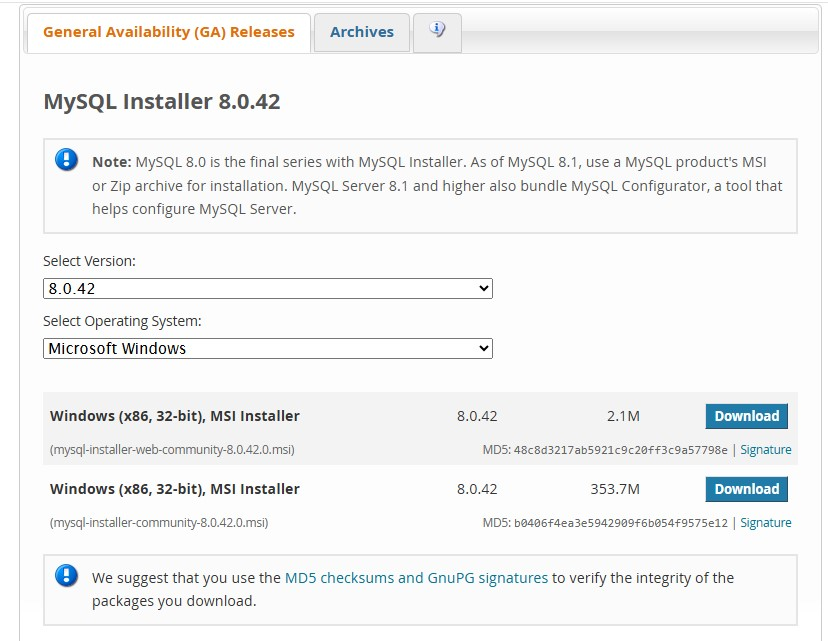 General Availability (GA) Releases
Archives
MySQL Installer 8.0.42
Note: MySQL 8.0 is the final series with MySQL Installer. As of MySQL 8.1, use a MySQL product's MSI
or Zip archive for installation. MySQL Server 8.1 and higher also bundle MySQL Configurator, a tool that
helps configure MySQL Server.
Select Version:
8.0.42
Select Operating System:
Microsoft Windows
Windows (x86, 32-bit), MSI Installer 8.0.42 2.1M Download
(mysql-installer-web-community-8.0.42.0.msi) MD5: 48c8d3217ab5921c9c20ff3c9a57798e | Signature
Windows (x86, 32-bit), MSI Installer 8.0.42 353.7M Download
(mysql-installer-community-8.0.42.0.msi) MD5: b0406f4ea3e5942909f6b054f9575e12 | Signature
We suggest that you use the MD5 checksums and GnuPG signatures to verify the integrity of the
packages you download.